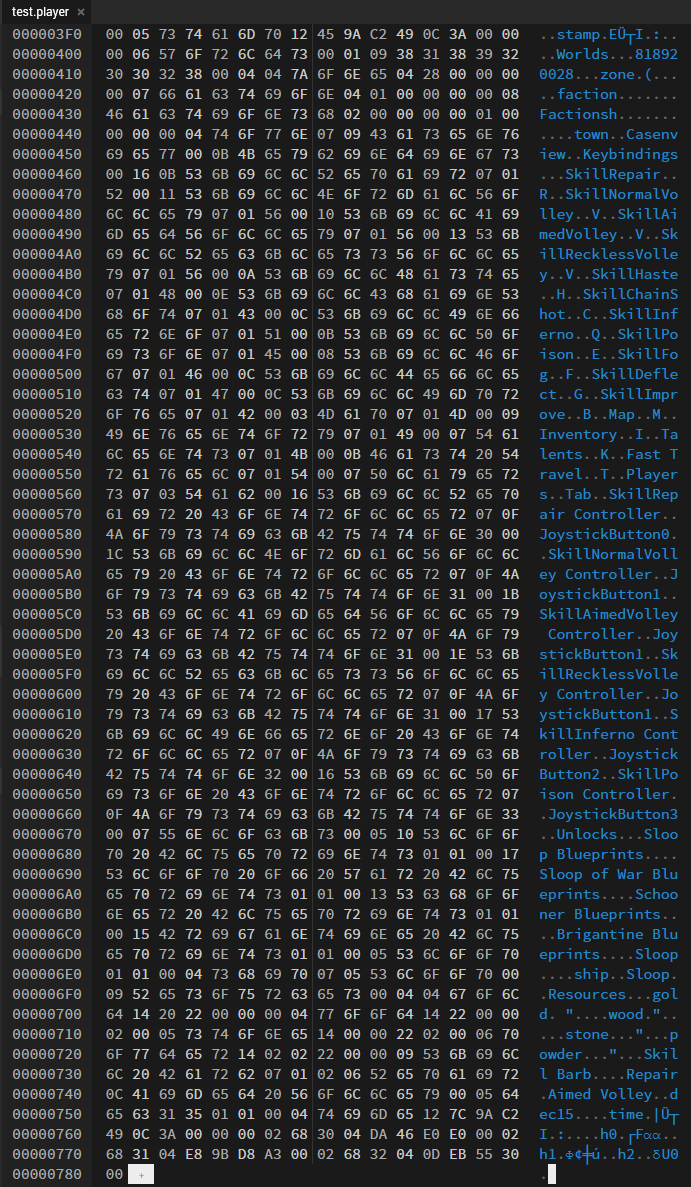 test.player ×
000003F0 00 05 73 74 61 6D 70 12 45 9A C2 49 0C 3A 00 00 ..stamp.EÜ┬I.:..
00000400 00 06 57 6F 72 6C 64 73 00 01 09 38 31 38 39 32 ..Worlds...81892
00000410 30 30 32 38 00 04 04 7A 6F 6E 65 04 28 00 00 00 0028...zone.(...
00000420 00 07 66 61 63 74 69 6F 6E 04 01 00 00 00 00 08 ..faction.......
00000430 46 61 63 74 69 6F 6E 73 68 02 00 00 00 00 01 00 Factionsh.......
00000440 00 00 00 04 74 6F 77 6E 07 09 43 61 73 65 6E 76 ....town..Casenv
00000450 69 65 77 00 0B 4B 65 79 62 69 6E 64 69 6E 67 73 iew..Keybindings
00000460 00 16 0B 53 6B 69 6C 6C 52 65 70 61 69 72 07 01 ...SkillRepair..
00000470 52 00 11 53 6B 69 6C 6C 4E 6F 72 6D 61 6C 56 6F R..SkillNormalVo
00000480 6C 6C 65 79 07 01 56 00 10 53 6B 69 6C 6C 41 69 lley..V..SkillAi
00000490 6D 65 64 56 6F 6C 6C 65 79 07 01 56 00 13 53 6B medVolley..V..Sk
000004A0 69 6C 6C 52 65 63 6B 6C 65 73 73 56 6F 6C 6C 65 illRecklessVolle
000004B0 79 07 01 56 00 0A 53 6B 69 6C 6C 48 61 73 74 65 y..V..SkillHaste
000004C0 07 01 48 00 0E 53 6B 69 6C 6C 43 68 61 69 6E 53 ..H..SkillChainS
000004D0 68 6F 74 07 01 43 00 0C 53 6B 69 6C 6C 49 6E 66 hot..C..SkillInf
000004E0 65 72 6E 6F 07 01 51 00 0B 53 6B 69 6C 6C 50 6F erno..Q..SkillPo
000004F0 69 73 6F 6E 07 01 45 00 08 53 6B 69 6C 6C 46 6F ison..E..SkillFo
00000500 67 07 01 46 00 0C 53 6B 69 6C 6C 44 65 66 6C 65 g..F..SkillDefle
00000510 63 74 07 01 47 00 0C 53 6B 69 6C 6C 49 6D 70 72 ct..G..SkillImpr
00000520 6F 76 65 07 01 42 00 03 4D 61 70 07 01 4D 00 09 ove..B..Map..M..
00000530 49 6E 76 65 6E 74 6F 72 79 07 01 49 00 07 54 61 Inventory..I..Ta
00000540 6C 65 6E 74 73 07 01 4B 00 0B 46 61 73 74 20 54 lents..K..Fast T
00000550 72 61 76 65 6C 07 01 54 00 07 50 6C 61 79 65 72 ravel..T..Player
00000560 73 07 03 54 61 62 00 16 53 6B 69 6C 6C 52 65 70 s..Tab..SkillRep
00000570 61 69 72 20 43 6F 6E 74 72 6F 6C 6C 65 72 07 0F air Controller..
00000580 4A 6F 79 73 74 69 63 6B 42 75 74 74 6F 6E 30 00 JoystickButton0.
00000590 1C 53 6B 69 6C 6C 4E 6F 72 6D 61 6C 56 6F 6C 6C .SkillNormalVoll
000005A0 65 79 20 43 6F 6E 74 72 6F 6C 6C 65 72 07 0F 4A ey Controller..J
000005B0 6F 79 73 74 69 63 6B 42 75 74 74 6F 6E 31 00 1B oystickButton1..
000005C0 53 6B 69 6C 6C 41 69 6D 65 64 56 6F 6C 6C 65 79 SkillAimedVolley
000005D0 20 43 6F 6E 74 72 6F 6C 6C 65 72 07 0F 4A 6F 79  Controller..Joy
000005E0 73 74 69 63 6B 42 75 74 74 6F 6E 31 00 1E 53 6B stickButton1..Sk
000005F0 69 6C 6C 52 65 63 6B 6C 65 73 73 56 6F 6C 6C 65 illRecklessVolle
00000600 79 20 43 6F 6E 74 72 6F 6C 6C 65 72 07 0F 4A 6F y Controller..Jo
00000610 79 73 74 69 63 6B 42 75 74 74 6F 6E 31 00 17 53 ystickButton1..S
00000620 6B 69 6C 6C 49 6E 66 65 72 6E 6F 20 43 6F 6E 74 killInferno Cont
00000630 72 6F 6C 6C 65 72 07 0F 4A 6F 79 73 74 69 63 6B roller..Joystick
00000640 42 75 74 74 6F 6E 32 00 16 53 6B 69 6C 6C 50 6F Button2..SkillPo
00000650 69 73 6F 6E 20 43 6F 6E 74 72 6F 6C 6C 65 72 07 ison Controller.
00000660 0F 4A 6F 79 73 74 69 63 6B 42 75 74 74 6F 6E 33 .JoystickButton3
00000670 00 07 55 6E 6C 6F 63 6B 73 00 05 10 53 6C 6F 6F ..Unlocks...Sloo
00000680 70 20 42 6C 75 65 70 72 69 6E 74 73 01 01 00 17 p Blueprints....
00000690 53 6C 6F 6F 70 20 6F 66 20 57 61 72 20 42 6C 75 Sloop of War Blu
000006A0 65 70 72 69 6E 74 73 01 01 00 13 53 63 68 6F 6F eprints....Schoo
000006B0 6E 65 72 20 42 6C 75 65 70 72 69 6E 74 73 01 01 ner Blueprints..
000006C0 00 15 42 72 69 67 61 6E 74 69 6E 65 20 42 6C 75 ..Brigantine Blu
000006D0 65 70 72 69 6E 74 73 01 01 00 05 53 6C 6F 6F 70 eprints....Sloop
000006E0 01 01 00 04 73 68 69 70 07 05 53 6C 6F 6F 70 00 ....ship..Sloop.
000006F0 09 52 65 73 6F 75 72 63 65 73 00 04 04 67 6F 6C .Resources...gol
00000700 64 14 20 22 00 00 00 04 77 6F 6F 64 14 22 00 00 d. "....wood."..
00000710 02 00 05 73 74 6F 6E 65 14 00 00 22 02 00 06 70 ...stone..."...p
00000720 6F 77 64 65 72 14 02 02 22 00 00 09 53 6B 69 6C owder..."...Skil
00000730 6C 20 42 61 72 62 07 01 02 06 52 65 70 61 69 72 l Barb....Repair
00000740 0C 41 69 6D 65 64 20 56 6F 6C 6C 65 79 00 05 64 .Aimed Volley..d
00000750 65 63 31 35 01 01 00 04 74 69 6D 65 12 7C 9A C2 ec15....time.|Ü┬
00000760 49 0C 3A 00 00 00 02 68 30 04 DA 46 E0 E0 00 02 I.:....h0.┌Fαα..
00000770 68 31 04 E8 9B D8 A3 00 02 68 32 04 0D EB 55 30 h1.Φ¢╪ú..h2..δU0
00000780 00 + .